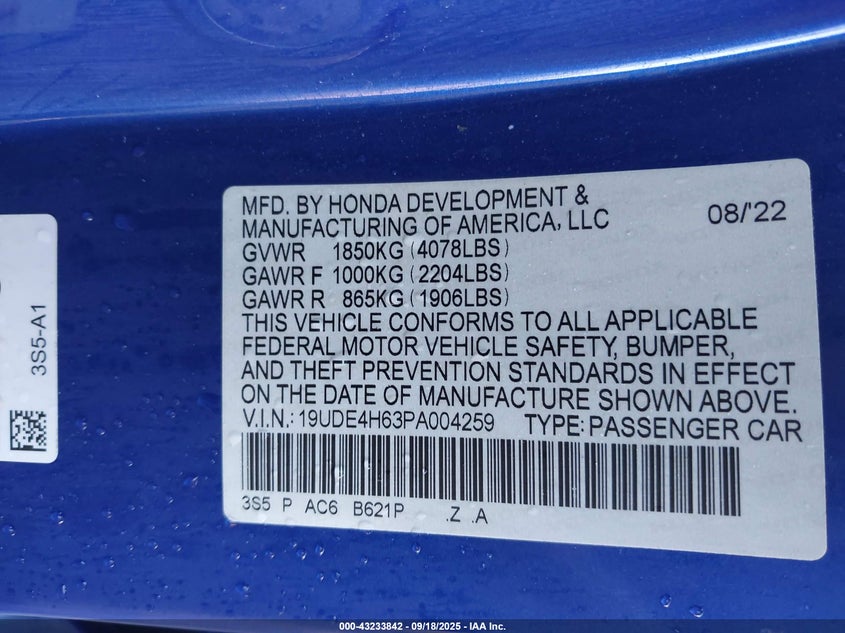 MFD. BY HONDA DEVELOPMENT &
MANUFACTURING OF AMERICA, LLC 08/'22
GVWR 1850KG (4078LBS)
GAWR F 1000KG (2204LBS)
GAWR R 865KG (1906LBS)
THIS VEHICLE CONFORMS TO ALL APPLICABLE
FEDERAL MOTOR VEHICLE SAFETY, BUMPER,
AND THEFT PREVENTION STANDARDS IN EFFECT
ON THE DATE OF MANUFACTURE SHOWN ABOVE.
V.I.N.: 19UDE4H63PA004259 TYPE: PASSENGER CAR
3S5 P AC6 B621P .Z .A
3S5-A1
000-43233842 - 09/18/2025 - IAA Inc.